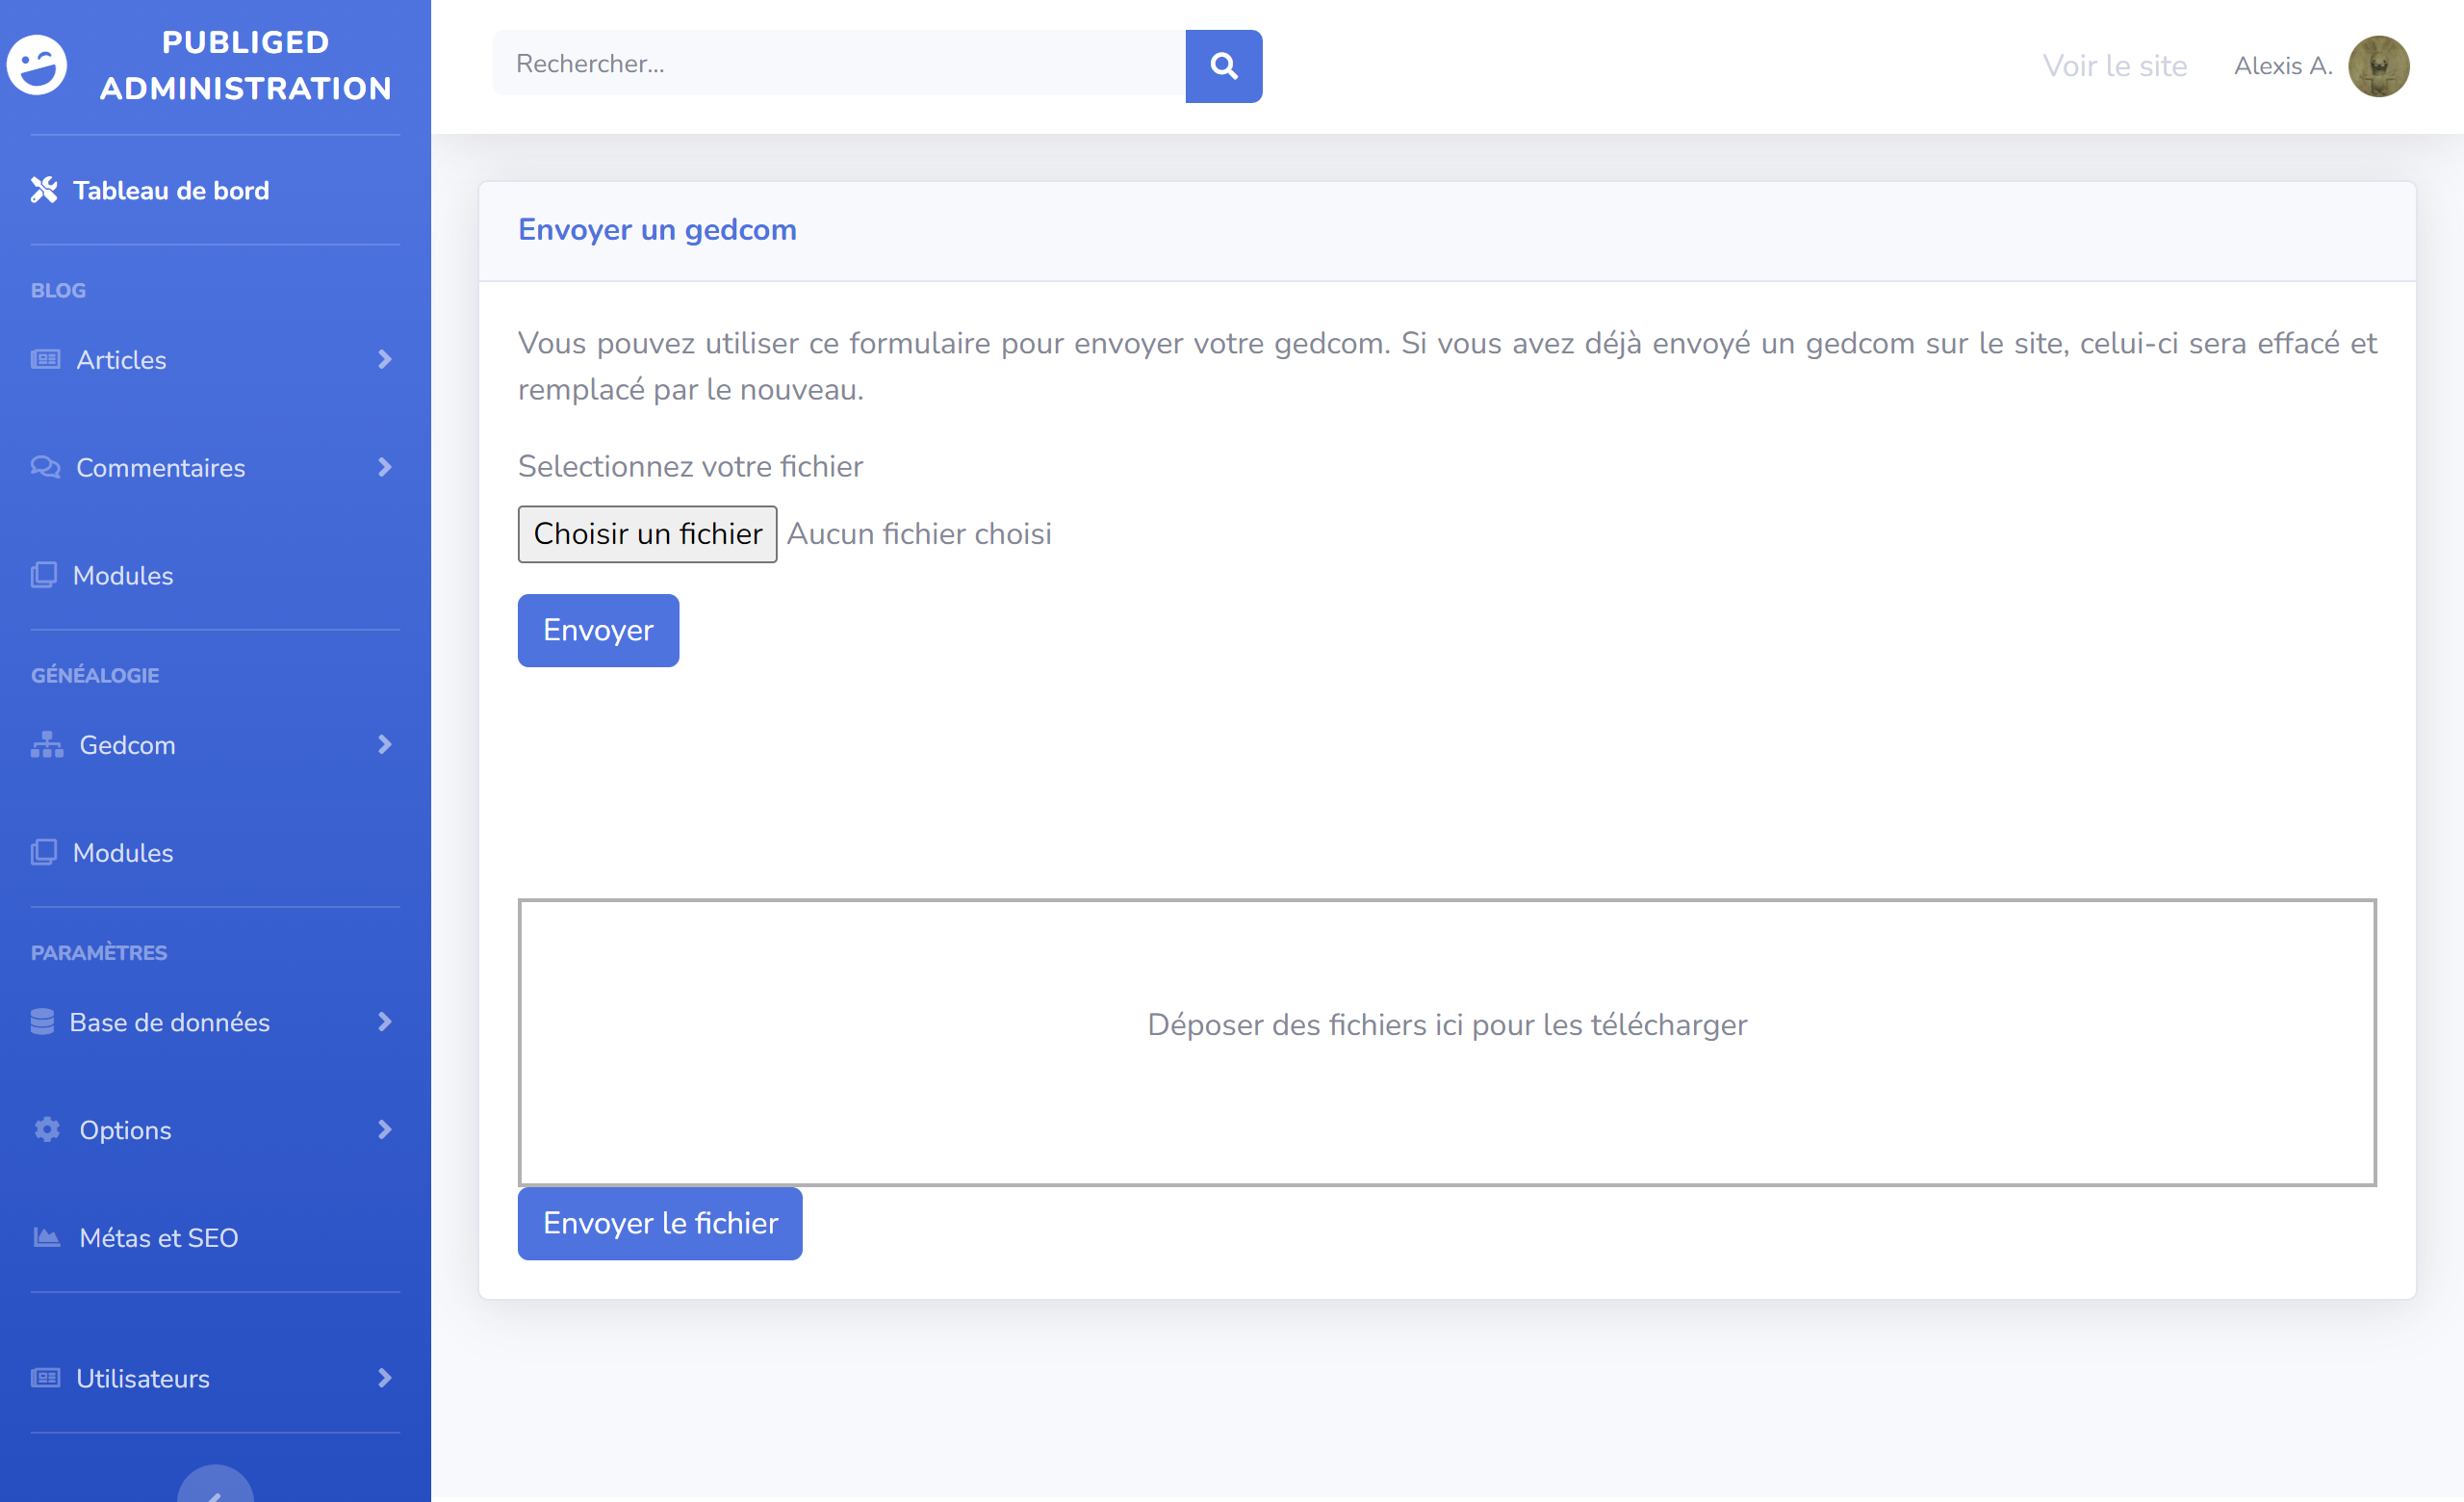 PUBLIGED
ADMINISTRATION
Tableau de bord
BLOG
Articles
Commentaires
Modules
GÉNÉALOGIE
Gedcom
Modules
PARAMÈTRES
Base de données
Options
Métas et SEO
Utilisateurs
Rechercher...
Voir le site
Alexis A.
Envoyer un gedcom
Vous pouvez utiliser ce formulaire pour envoyer votre gedcom. Si vous avez déjà envoyé un gedcom sur le site, celui-ci sera effacé et
remplacé par le nouveau.
Selectionnez votre fichier
Choisir un fichier Aucun fichier choisi
Envoyer
Déposer des fichiers ici pour les télécharger
Envoyer le fichier